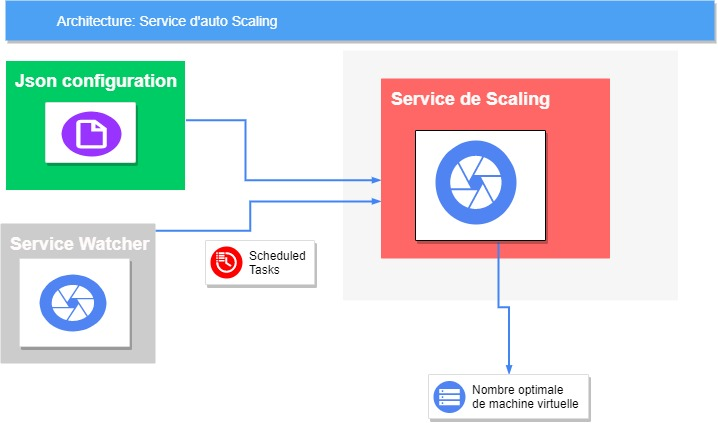 Architecture: Service d'auto Scaling
Json configuration
Service de Scaling
Service Watcher
Scheduled
Tasks
Nombre optimale
de machine virtuelle